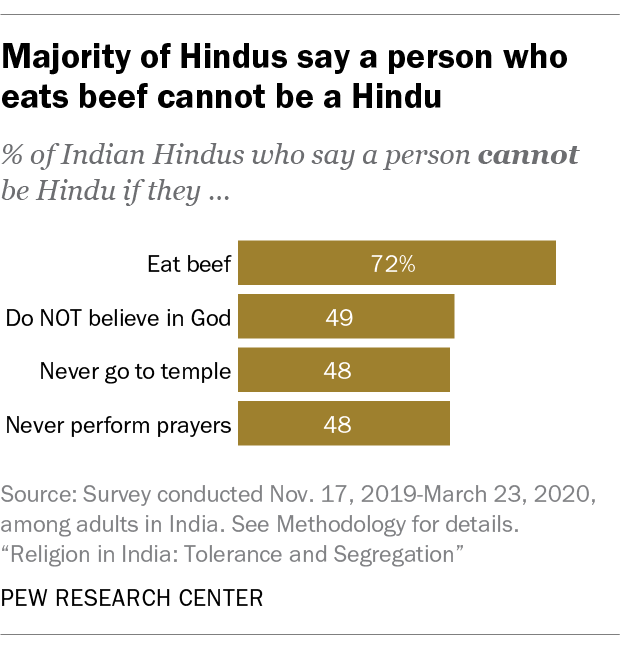 Majority of Hindus say a person who
eats beef cannot be a Hindu
% of Indian Hindus who say a person cannot
be Hindu if they ...
Eat beef 72%
Do NOT believe in God 49
Never go to temple 48
Never perform prayers 48
Source: Survey conducted Nov. 17, 2019-March 23, 2020,
among adults in India. See Methodology for details.
“Religion in India: Tolerance and Segregation”
PEW RESEARCH CENTER